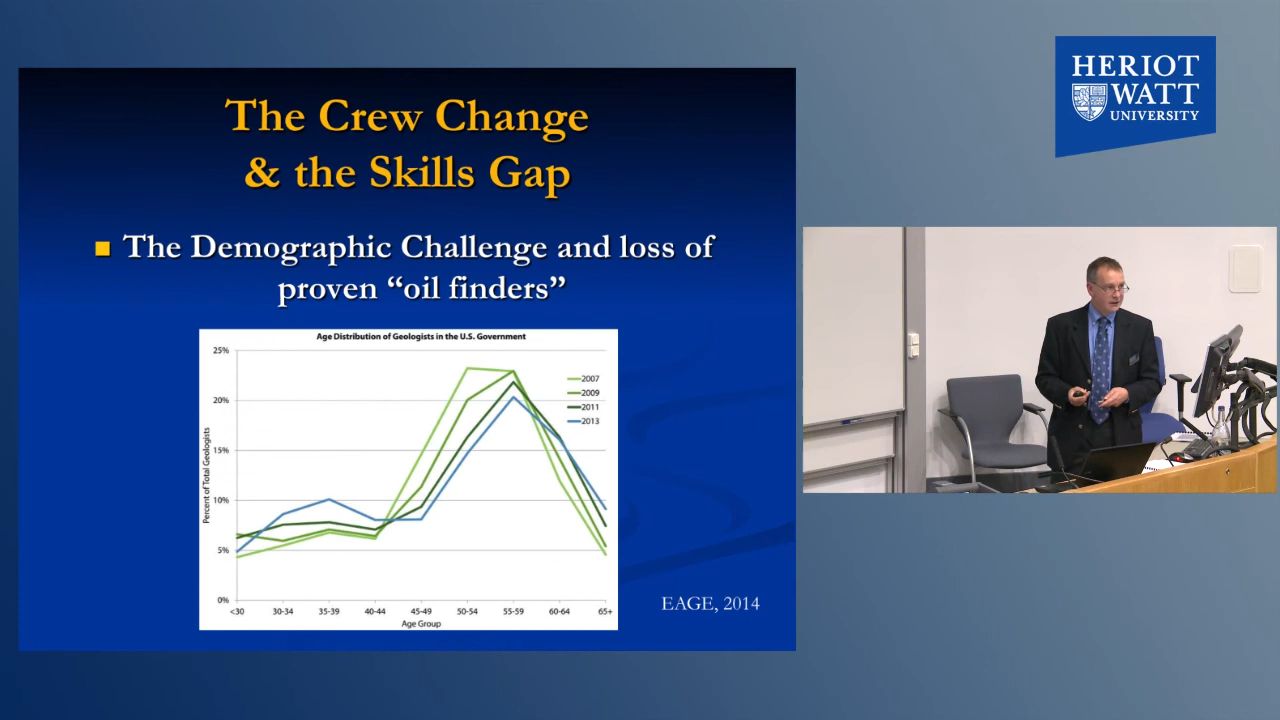 The Crew Change
& the Skills Gap
The Demographic Challenge and loss of
proven “oil finders”
Age Distribution of Geologists in the U.S. Government
25%
20%
15%
10%
5%
0%
Percent of Total Geologists
2007
2009
2011
2013
<30 30-34 35-39 40-44 45-49 50-54 55-59 60-64 65+
Age Group
EAGE, 2014
HERIOT
WATT
UNIVERSITY